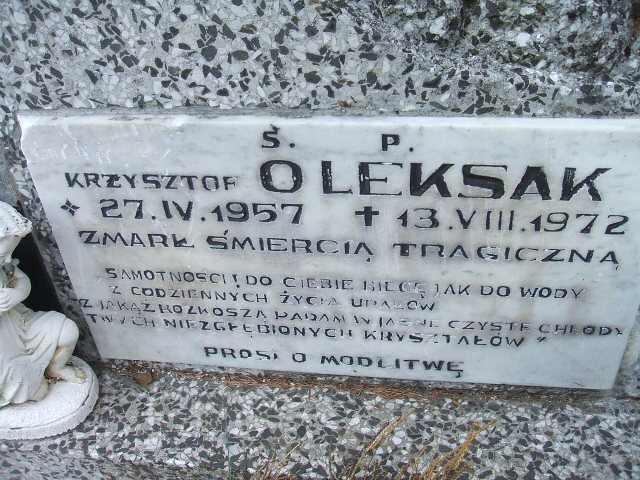 Ś. P.
KRZYSZTOF OLEKSAK
* 27.IV.1957 + 13.VIII.1972
ZMARŁ ŚMIERCIĄ TRAGICZNĄ
„SAMOTNOŚCI! DO CIEBIE BIEGĘ JAK DO WODY
Z CODZIENNYCH ŻYCIA UPAŁÓW
Z JAKĄŻ ROZKOSZĄ PADAM W JASNE CZYSTE CHŁODY
TWYCH NIEZGŁĘBIONYCH KRYSZTAŁÓW"
PROSI O MODLITWĘ